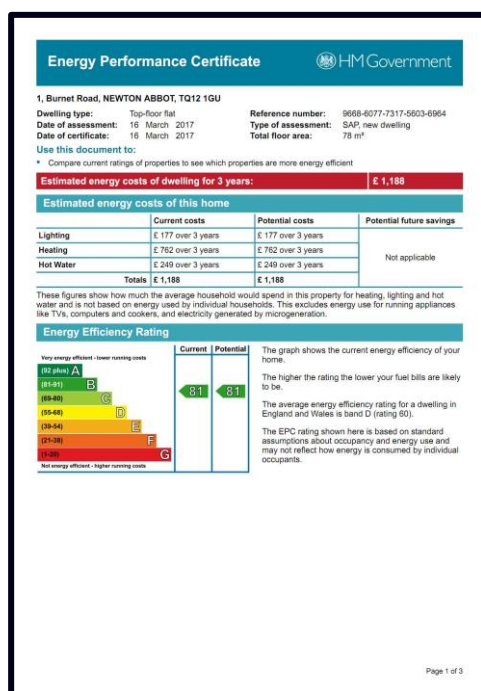 Energy Performance Certificate
HM Government
1, Burnet Road, NEWTON ABBOT, TQ12 1GU
Dwelling type: Top-floor flat Reference number: 9668-6077-7317-5603-6964
Date of assessment: 16 March 2017 Type of assessment: SAP, new dwelling
Date of certificate: 16 March 2017 Total floor area: 78 m²
Use this document to:
• Compare current ratings of properties to see which properties are more energy efficient
Estimated energy costs of dwelling for 3 years: £ 1,188
Estimated energy costs of this home
Current costs Potential costs Potential future savings
Lighting £ 177 over 3 years £ 177 over 3 years
Heating £ 762 over 3 years £ 762 over 3 years
Not applicable
Hot Water £ 249 over 3 years £ 249 over 3 years
Totals £ 1,188 £ 1,188
These figures show how much the average household would spend in this property for heating, lighting and hot
water and is not based on energy used by individual households. This excludes energy use for running appliances
like TVs, computers and cookers, and electricity generated by microgeneration.
Energy Efficiency Rating
Current Potential
Very energy efficient - lower running costs
(92 plus) A
(81-91) B
(69-80) C
(55-68) D
(39-54) E
(21-38) F
(1-20) G
Not energy efficient - higher running costs
81 81
The graph shows the current energy efficiency of your
home.
The higher the rating the lower your fuel bills are likely
to be.
The average energy efficiency rating for a dwelling in
England and Wales is band D (rating 60).
The EPC rating shown here is based on standard
assumptions about occupancy and energy use and
may not reflect how energy is consumed by individual
occupants.
Page 1 of 3